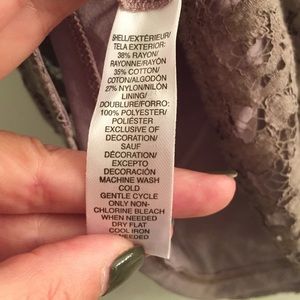 SHELL/EXTÉRIEUR/
TELA EXTERIOR:
38% RAYON/
RAYONNE/RAYÓN
35% COTTON/
COTON/ALGODÓN
27% NYLON/NILÓN
LINING/
DOUBLURE/FORRO:
100% POLYESTER/
POLIÉSTER
EXCLUSIVE OF
DECORATION/
SAUF
DÉCORATION/
EXCEPTO
DECORACIÓN
MACHINE WASH
COLD
GENTLE CYCLE
ONLY NON-
CHLORINE BLEACH
WHEN NEEDED
DRY FLAT
COOL IRON
NEEDED